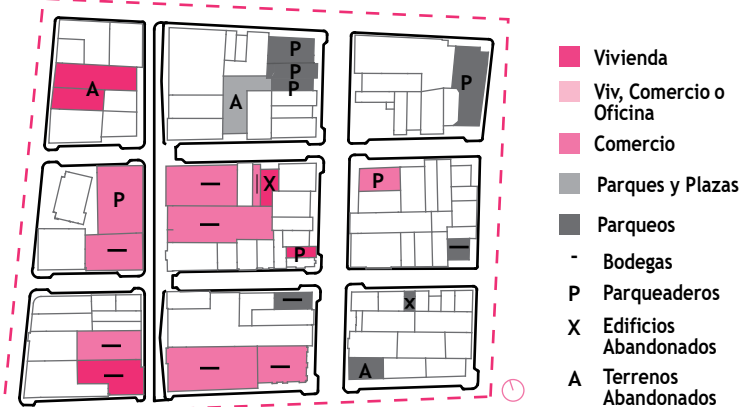 P
P
P
A
A
P
P
–
|
X
–
–
P
P
–
–
–
–
–
–
X
A
Vivienda
Viv, Comercio o
Oficina
Comercio
Parques y Plazas
Parqueos
- Bodegas
P Parqueaderos
X Edificios
Abandonados
A Terrenos
Abandonados